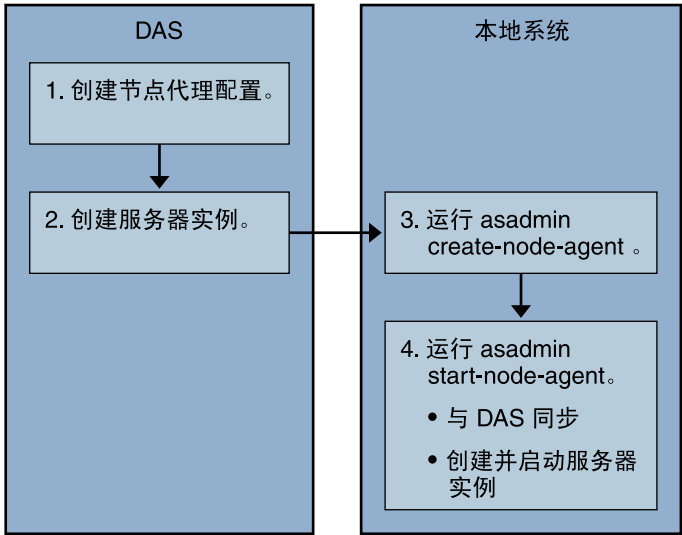 DAS
1. 创建节点代理配置。
2. 创建服务器实例。
本地系统
3. 运行 asadmin
create-node-agent 。
4. 运行 asadmin
start-node-agent。
• 与 DAS 同步
• 创建并启动服务器
实例